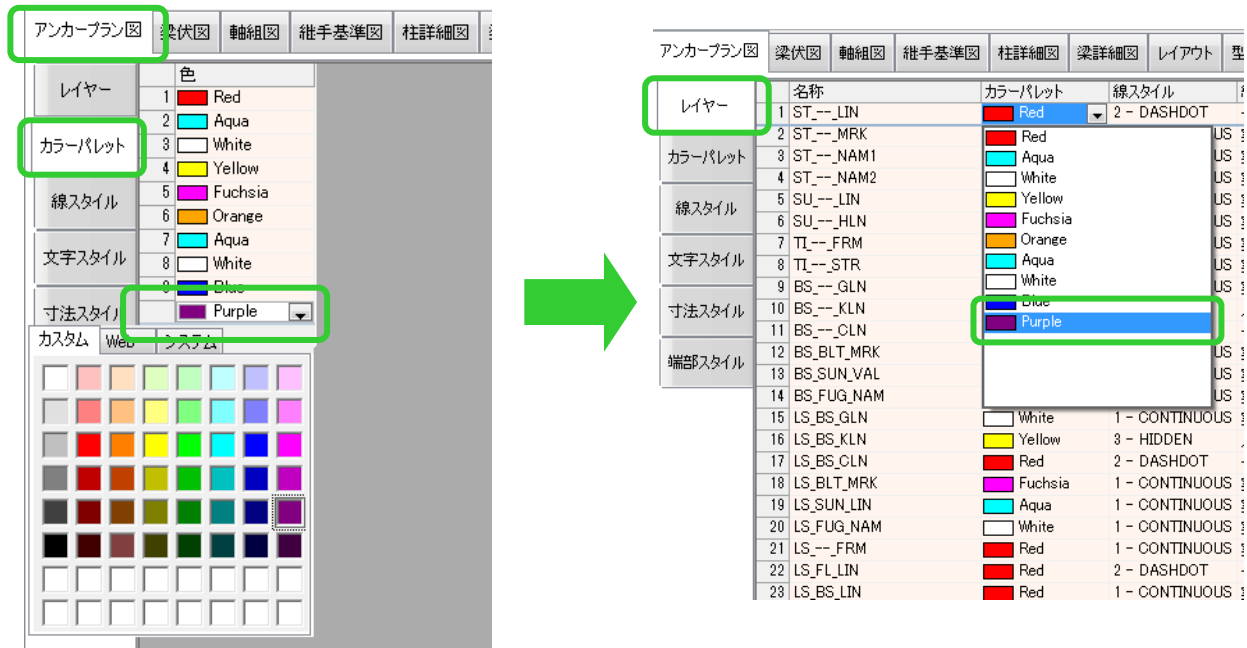 アンカープラン図 梁伏図 軸組図 継手基準図 柱詳細図
レイヤー
カラーパレット
線スタイル
文字スタイル
寸法スタイル
色
1 Red
2 Aqua
3 White
4 Yellow
5 Fuchsia
6 Orange
7 Aqua
8 White
9 Blue
Purple
カスタム Web システム
アンカープラン図 梁伏図 軸組図 継手基準図 柱詳細図 梁詳細図 レイアウト 型
レイヤー
カラーパレット
線スタイル
文字スタイル
寸法スタイル
端部スタイル
名称 カラーパレット 線スタイル
1 ST_--_LIN Red 2 - DASHDOT
2 ST_--_MRK US
3 ST_--_NAM1 US
4 ST_--_NAM2 US
5 SU_--_LIN US
6 SU_--_HLN US
7 TI_--_FRM US
8 TI_--_STR US
9 BS_--_GLN US
10 BS_--_KLN
11 BS_--_CLN
12 BS_BLT_MRK US
13 BS_SUN_VAL US
14 BS_FUG_NAM US
Red
Aqua
White
Yellow
Fuchsia
Orange
Aqua
White
Blue
Purple
15 LS_BS_GLN White 1 - CONTINUOUS
16 LS_BS_KLN Yellow 3 - HIDDEN
17 LS_BS_CLN Red 2 - DASHDOT
18 LS_BLT_MRK Fuchsia 1 - CONTINUOUS
19 LS_SUN_LIN Aqua 1 - CONTINUOUS
20 LS_FUG_NAM White 1 - CONTINUOUS
21 LS_--_FRM Red 1 - CONTINUOUS
22 LS_FL_LIN Red 2 - DASHDOT
23 LS_BS_LIN Red 1 - CONTINUOUS